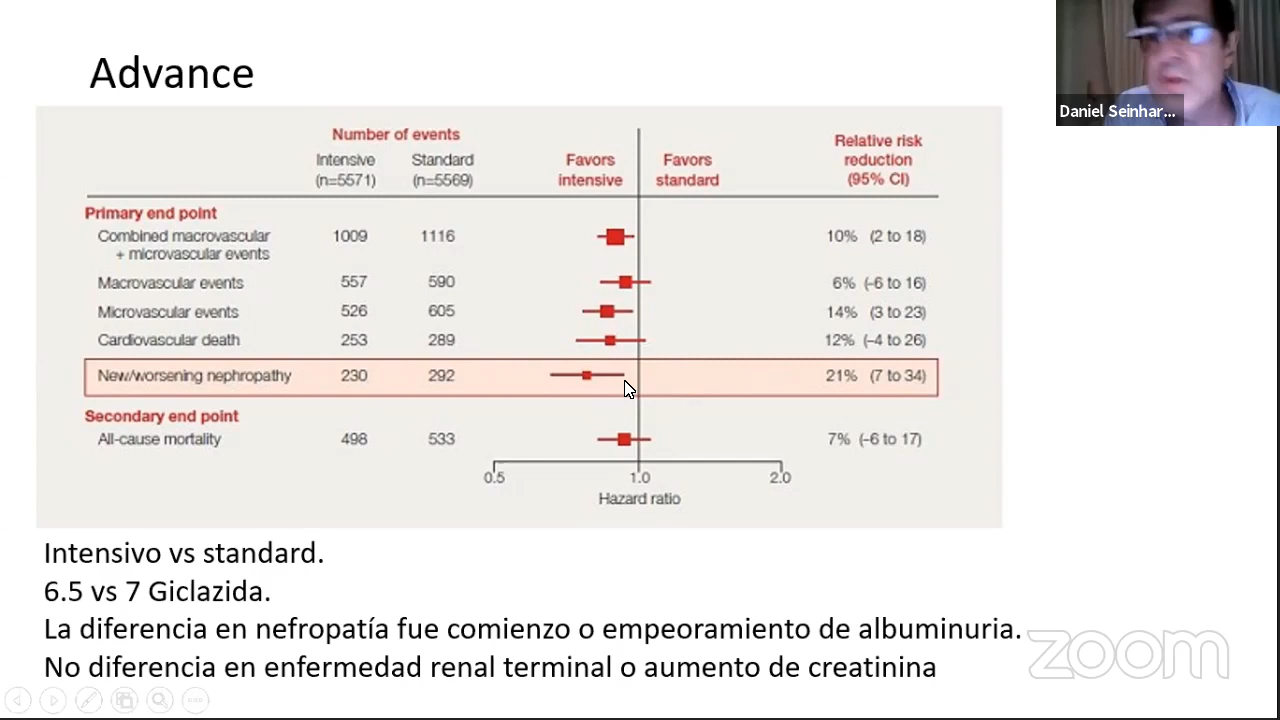 Advance
Daniel Seinhar...
Number of events
Intensive
(n=5571)
Standard
(n=5569)
Favors
intensive
Favors
standard
Relative risk
reduction
(95% CI)
Primary end point
Combined macrovascular
+ microvascular events
1009 1116 10% (2 to 18)
Macrovascular events 557 590 6% (–6 to 16)
Microvascular events 526 605 14% (3 to 23)
Cardiovascular death 253 289 12% (–4 to 26)
New/worsening nephropathy 230 292 21% (7 to 34)
Secondary end point
All-cause mortality 498 533 7% (–6 to 17)
0.5 1.0 2.0
Hazard ratio
Intensivo vs standard.
6.5 vs 7 Giclazida.
La diferencia en nefropatía fue comienzo o empeoramiento de albuminuria.
No diferencia en enfermedad renal terminal o aumento de creatinina
zoom